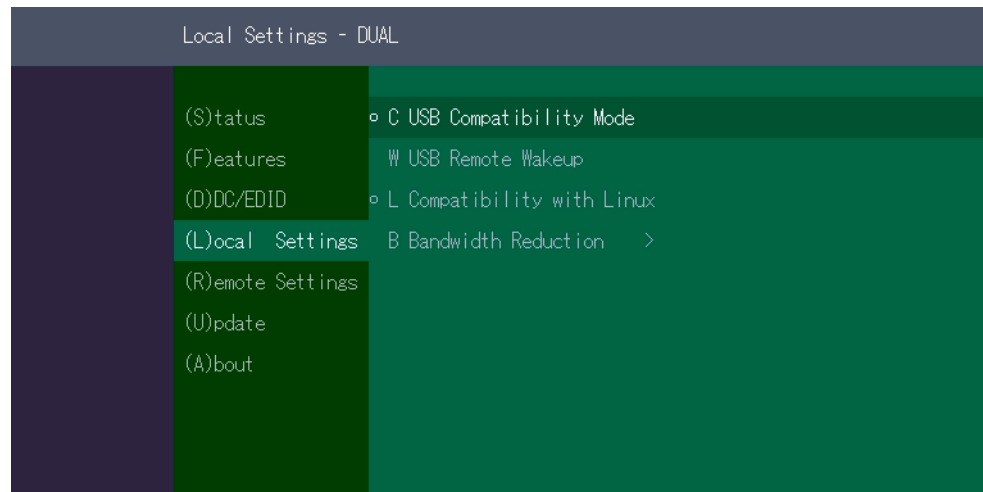 Local Settings - DUAL
(S)tatus
(F)eatures
(D)DC/EDID
(L)ocal Settings
(R)emote Settings
(U)pdate
(A)bout
C USB Compatibility Mode
W USB Remote Wakeup
L Compatibility with Linux
B Bandwidth Reduction >